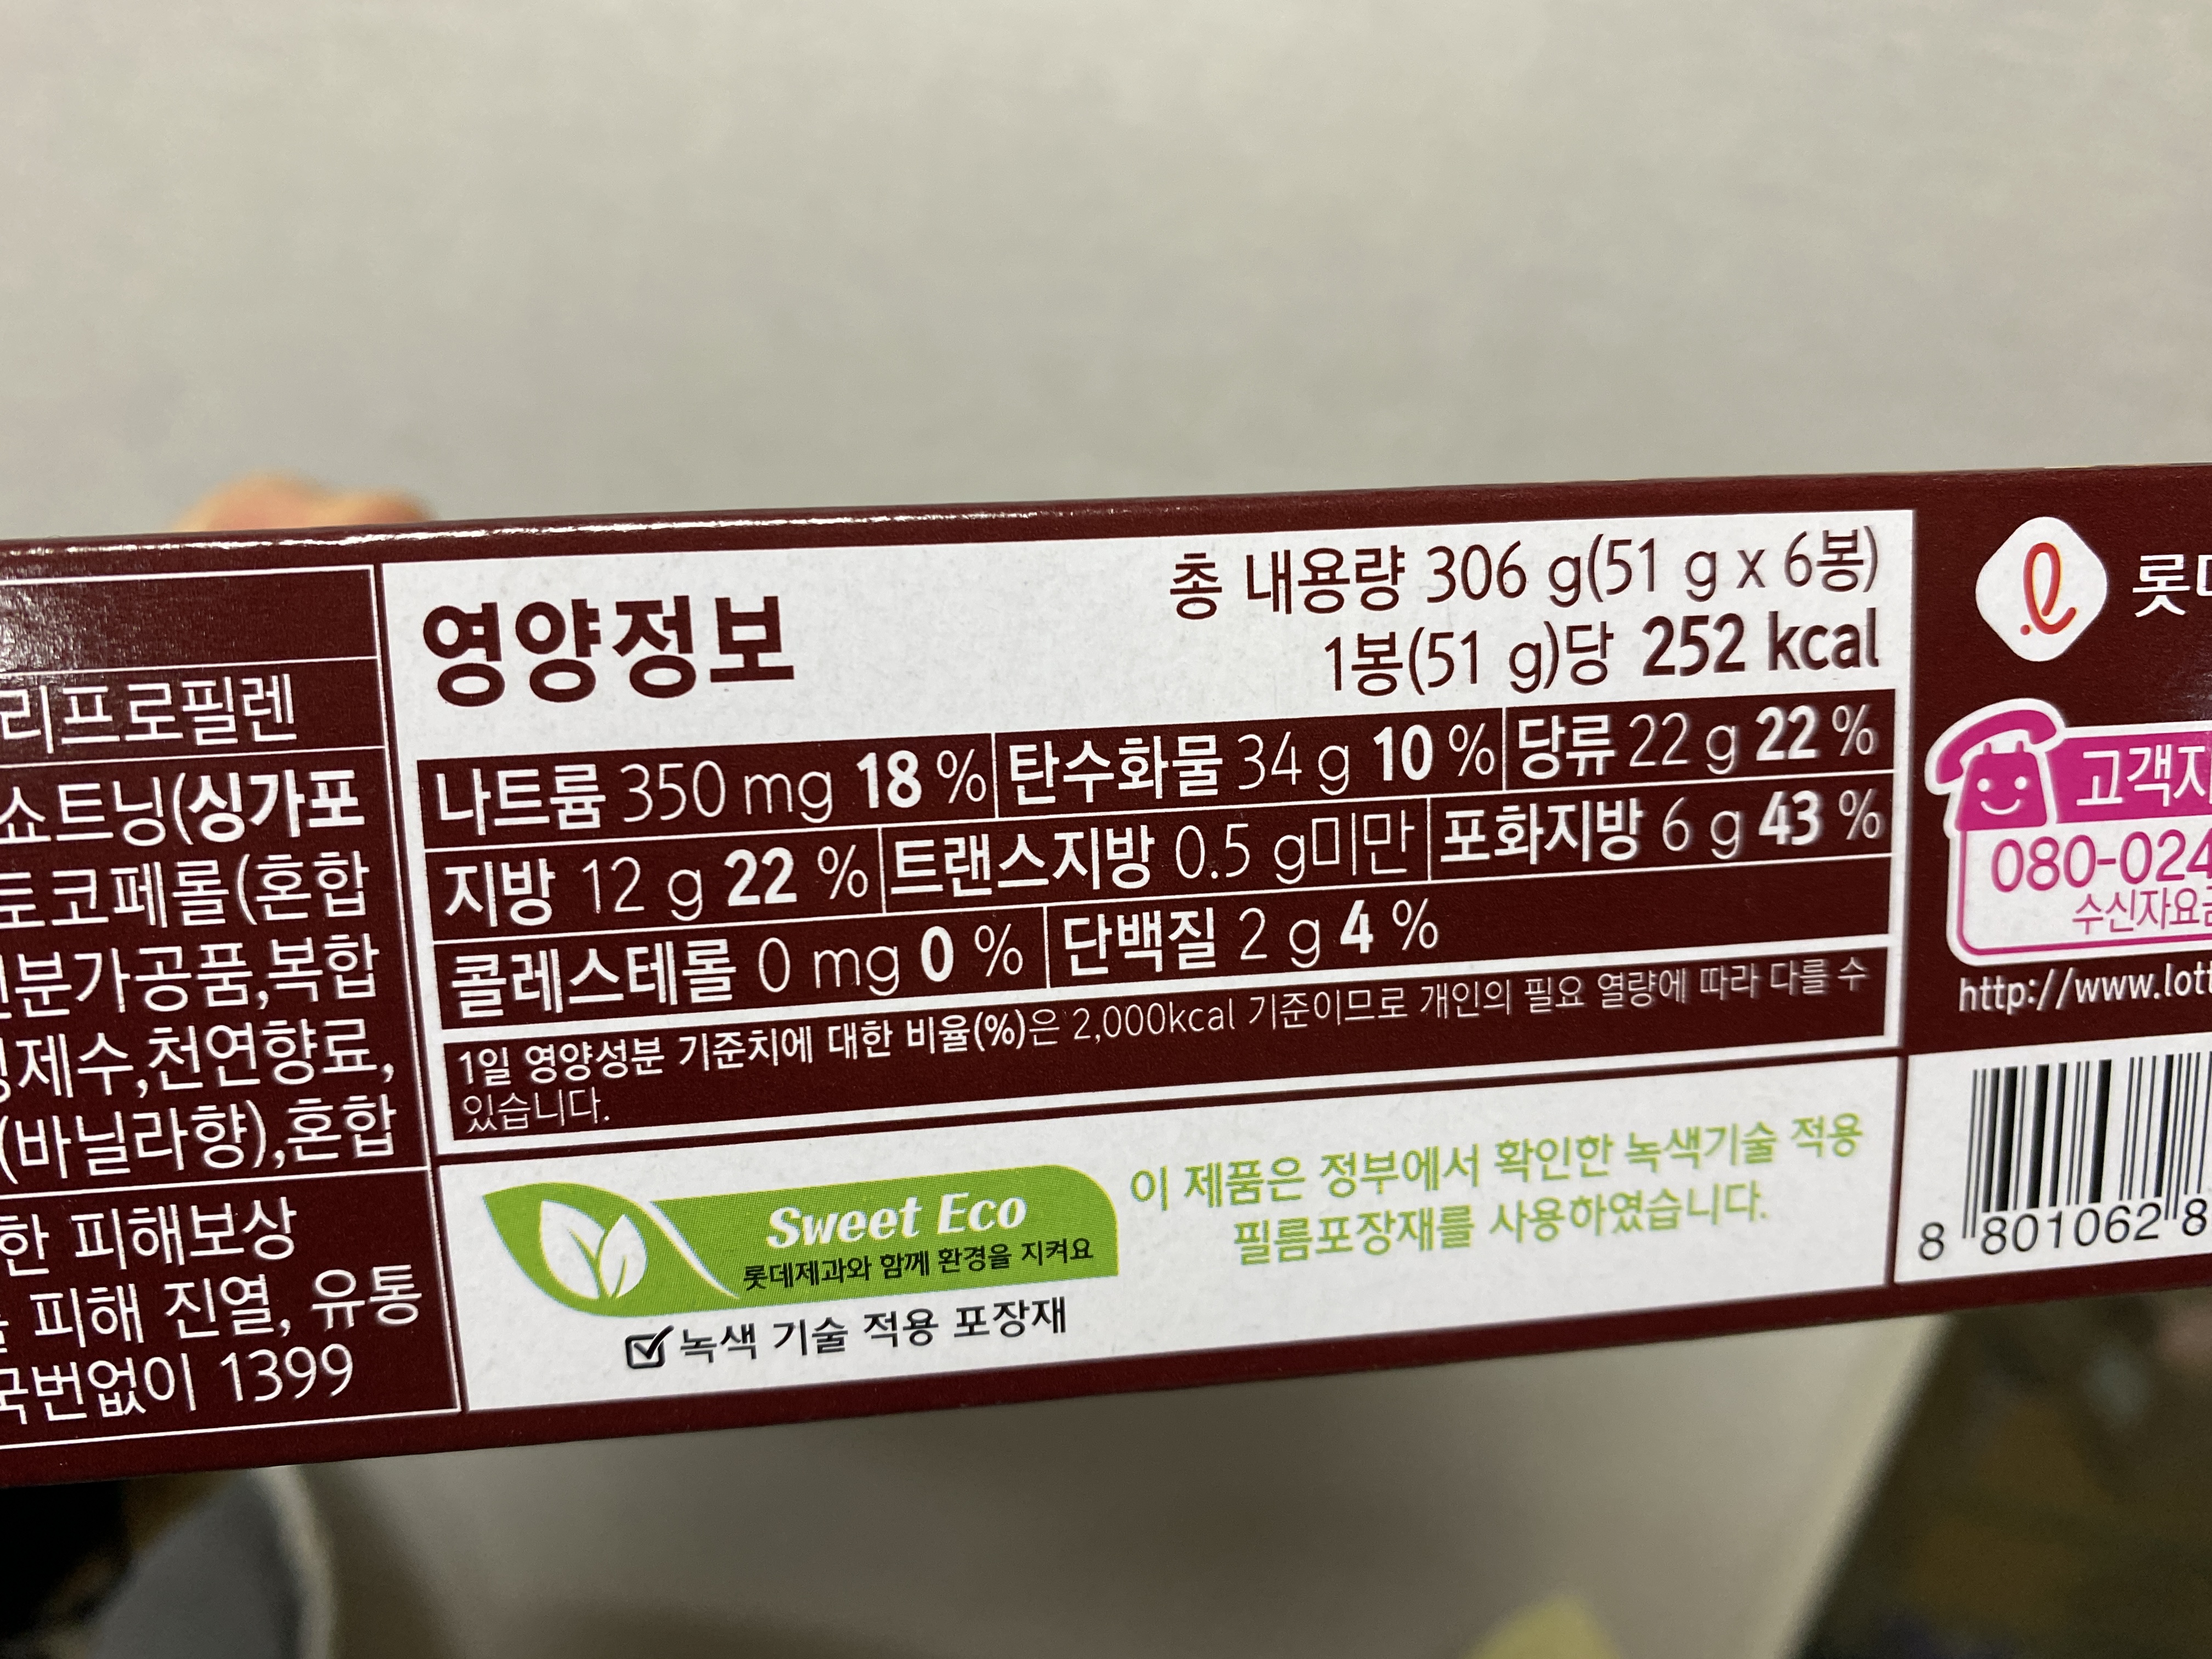 리프로필렌
쇼트닝(싱가포
토코페롤(혼합
분가공품,복합
제수,천연향료,
(바닐라향),혼합
한 피해보상
피해 진열, 유통
국번없이 1399
영양정보
총 내용량 306 g(51 g x 6봉)
1봉(51 g)당 252 kcal
나트륨 350 mg 18 % 탄수화물 34 g 10 % 당류 22 g 22 %
지방 12 g 22 % 트랜스지방 0.5 g미만 포화지방 6 g 43 %
콜레스테롤 0 mg 0 % 단백질 2 g 4 %
1일 영양성분 기준치에 대한 비율(%)은 2,000kcal 기준이므로 개인의 필요 열량에 따라 다를 수
있습니다.
Sweet Eco
롯데제과와 함께 환경을 지켜요
녹색 기술 적용 포장재
이 제품은 정부에서 확인한 녹색기술 적용
필름포장재를 사용하였습니다.
롯데
고객지
080-024
수신자요금
http://www.lott
8 801062 8